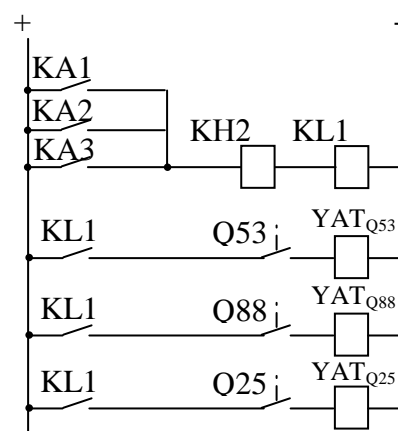 + -
KA1
KA2
KA3 KH2 KL1
KL1 Q53 YATQ53
KL1 Q88 YATQ88
KL1 Q25 YATQ25